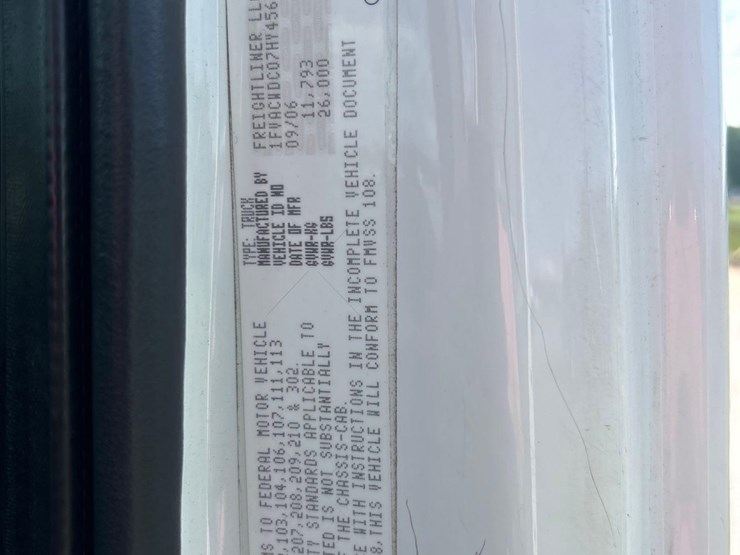 TYPE: TRUCK
MANUFACTURED BY FREIGHTLINER LL
VEHICLE ID NO 1FVACWDC07HY456
DATE OF MFR 09/06
GVWR-KG 11,793
GVWR-LBS 26,000
NS TO FEDERAL MOTOR VEHICLE
,103,104,106,107,111,113
207,208,209,210 & 302.
TY STANDARDS APPLICABLE TO
TED IS NOT SUBSTANTIALLY
F THE CHASSIS-CAB.
E WITH INSTRUCTIONS IN THE INCOMPLETE VEHICLE DOCUMENT
8,THIS VEHICLE WILL CONFORM TO FMVSS 108.